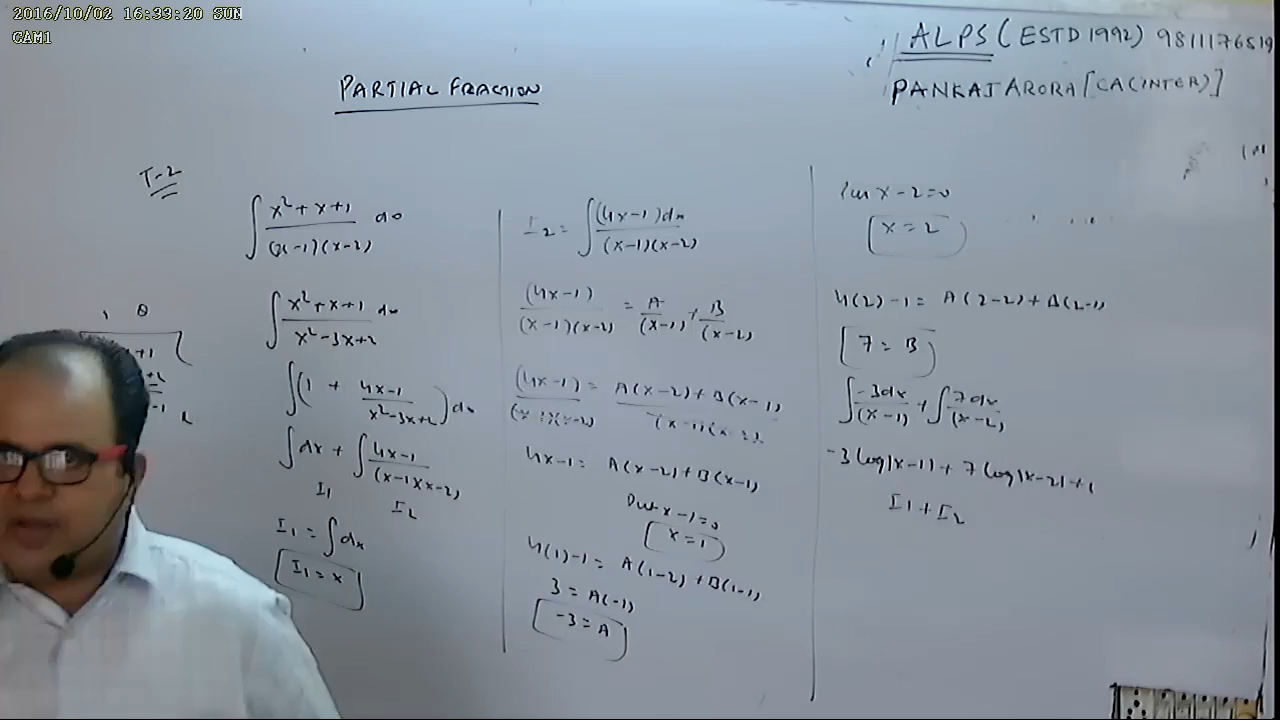 2016/10/02 16:39:20 SUN
CAM1
ALPS (ESTD 1992) 9811176519
PANKAJ ARORA [CA(INTER)]
PARTIAL FRACTION
T-2
∫ x²+x+1 / (x-1)(x-2) dx
∫ x²+x+1 / x²-3x+2 dx
∫(1 + 4x-1 / x²-3x+2) dx
∫dx + ∫ 4x-1 / (x-1)(x-2)
I₁ I₂
I₁ = ∫dx
I₁ = x
I₂ = ∫ (4x-1)dx / (x-1)(x-2)
(4x-1) / (x-1)(x-2) = A / (x-1) + B / (x-2)
(4x-1) / (x-1)(x-2) = A(x-2)+B(x-1) / (x-1)(x-2)
4x-1 = A(x-2)+B(x-1)
Put x-1=0
x=1
4(1)-1 = A(1-2)+B(1-1)
3 = A(-1)
-3 = A
x-2=0
x=2
4(2)-1 = A(2-2)+B(2-1)
7 = B
∫ -3dx / (x-1) + ∫ 7dx / (x-2)
-3 log|x-1| + 7 log|x-2| +
I₁ + I₂